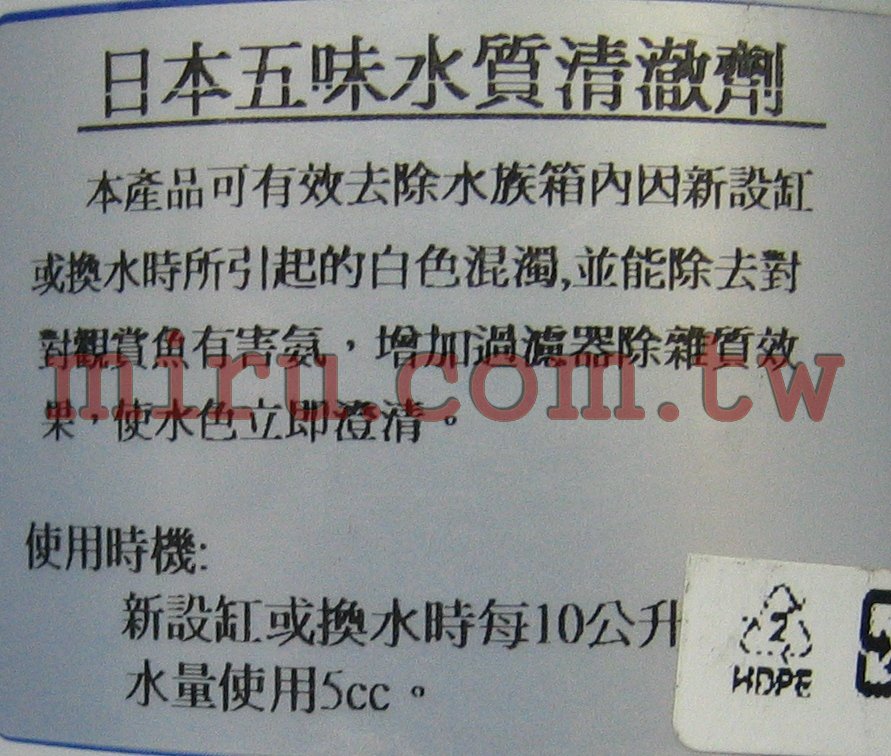 日本五味水質清澈劑
本產品可有效去除水族箱內因新設缸
或換水時所引起的白色混濁,並能除去對
對觀賞魚有害氨，增加過濾器除雜質效
果，使水色立即澄清。
miru.com.tw
使用時機:
新設缸或換水時每10公升
水量使用5cc。
2
HDPE